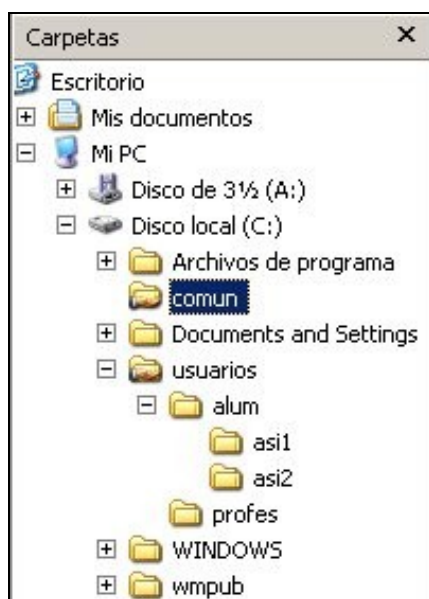 Carpetas
Escritorio
Mis documentos
Mi PC
Disco de 3½ (A:)
Disco local (C:)
Archivos de programa
comun
Documents and Settings
usuarios
alum
asi1
asi2
profes
WINDOWS
wmpub